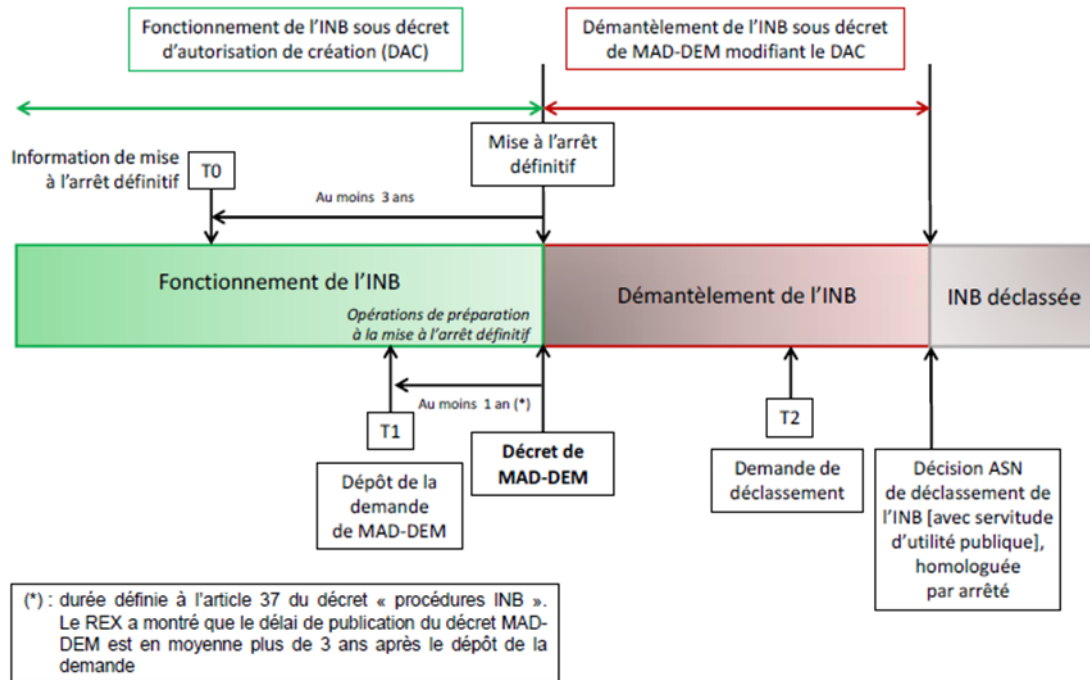 Fonctionnement de l'INB sous décret
d'autorisation de création (DAC)
Démantèlement de l'INB sous décret
de MAD-DEM modifiant le DAC
Information de mise
à l'arrêt définitif
T0
Mise à l'arrêt
définitif
Au moins 3 ans
Fonctionnement de l'INB
Opérations de préparation
à la mise à l'arrêt définitif
Démantèlement de l'INB
INB déclassée
Au moins 1 an (*)
T1
Dépôt de la
demande
de MAD-DEM
Décret de
MAD-DEM
T2
Demande de
déclassement
Décision ASN
de déclassement de
l'INB [avec servitude
d'utilité publique],
homologuée
par arrêté
(*) : durée définie à l'article 37 du décret « procédures INB ».
Le REX a montré que le délai de publication du décret MAD-
DEM est en moyenne plus de 3 ans après le dépôt de la
demande